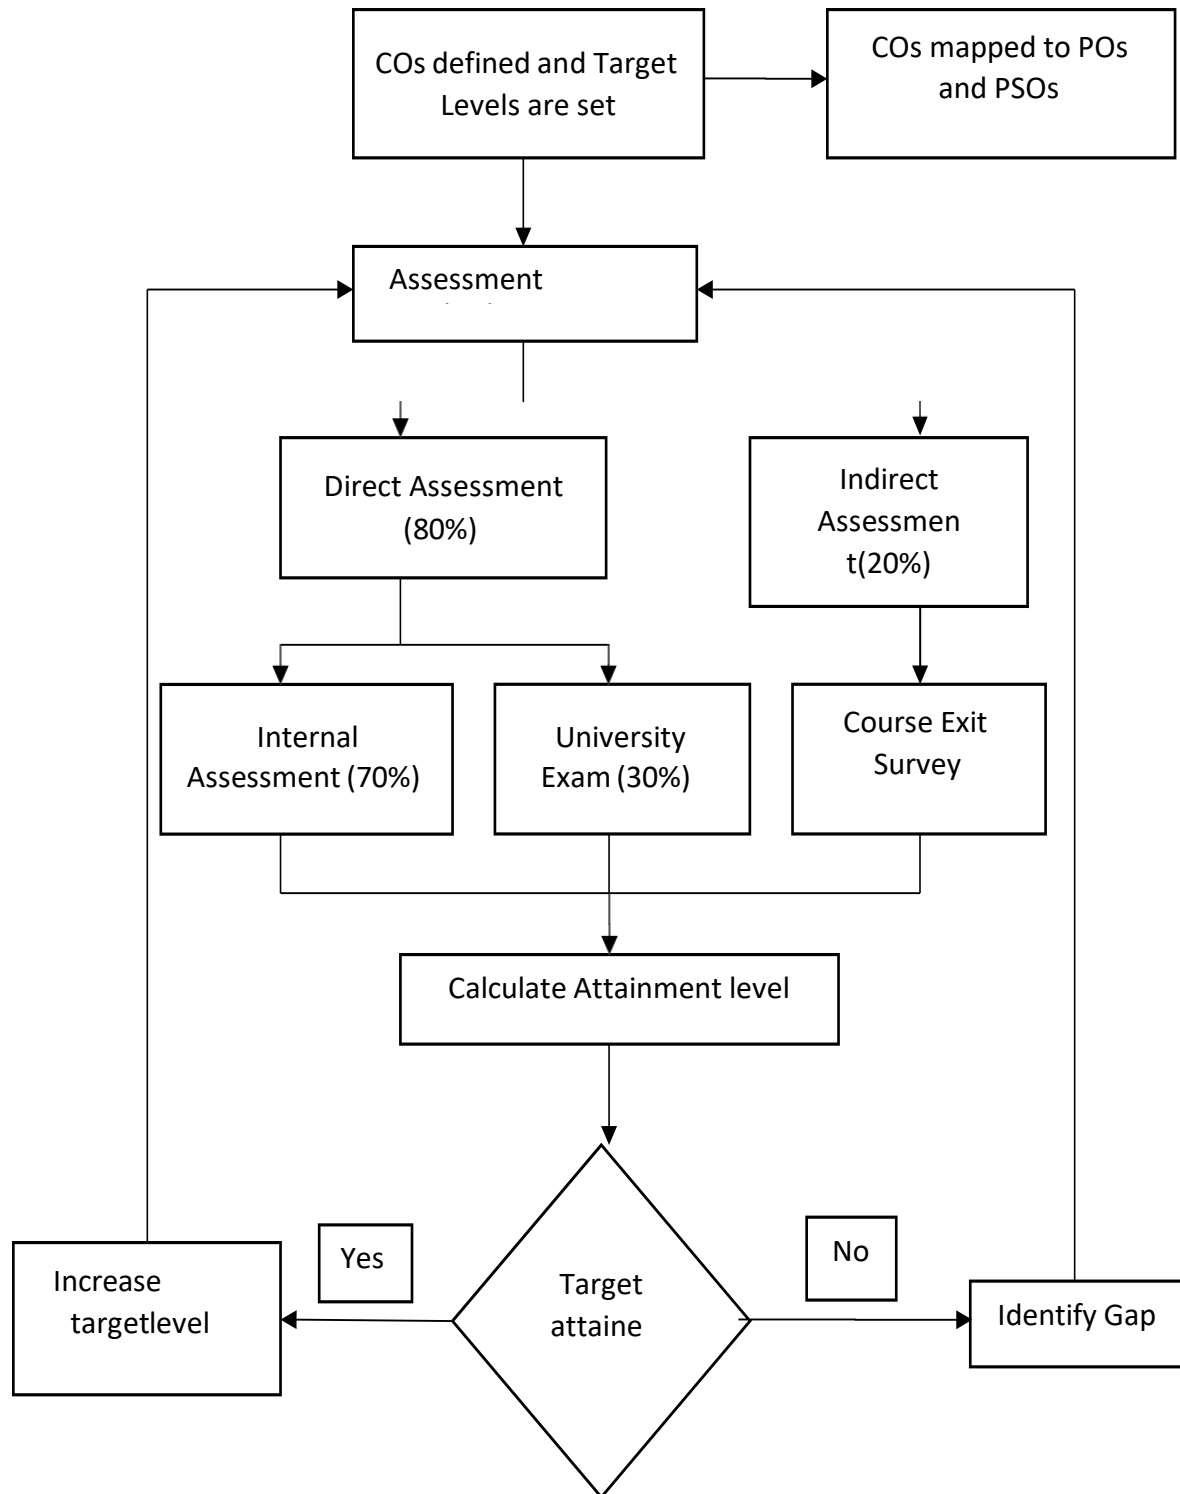 COs defined and Target
Levels are set
COs mapped to POs
and PSOs
Assessment
Direct Assessment
(80%)
Indirect
Assessmen
t(20%)
Internal
Assessment (70%)
University
Exam (30%)
Course Exit
Survey
Calculate Attainment level
Yes
No
Increase
targetlevel
Target
attaine
Identify Gap